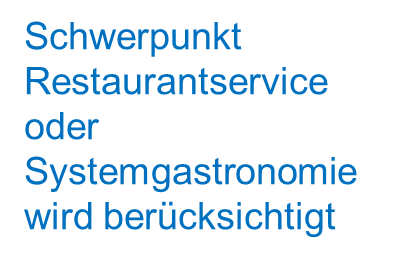 Schwerpunkt
Restaurantservice
oder
Systemgastronomie
wird berücksichtigt